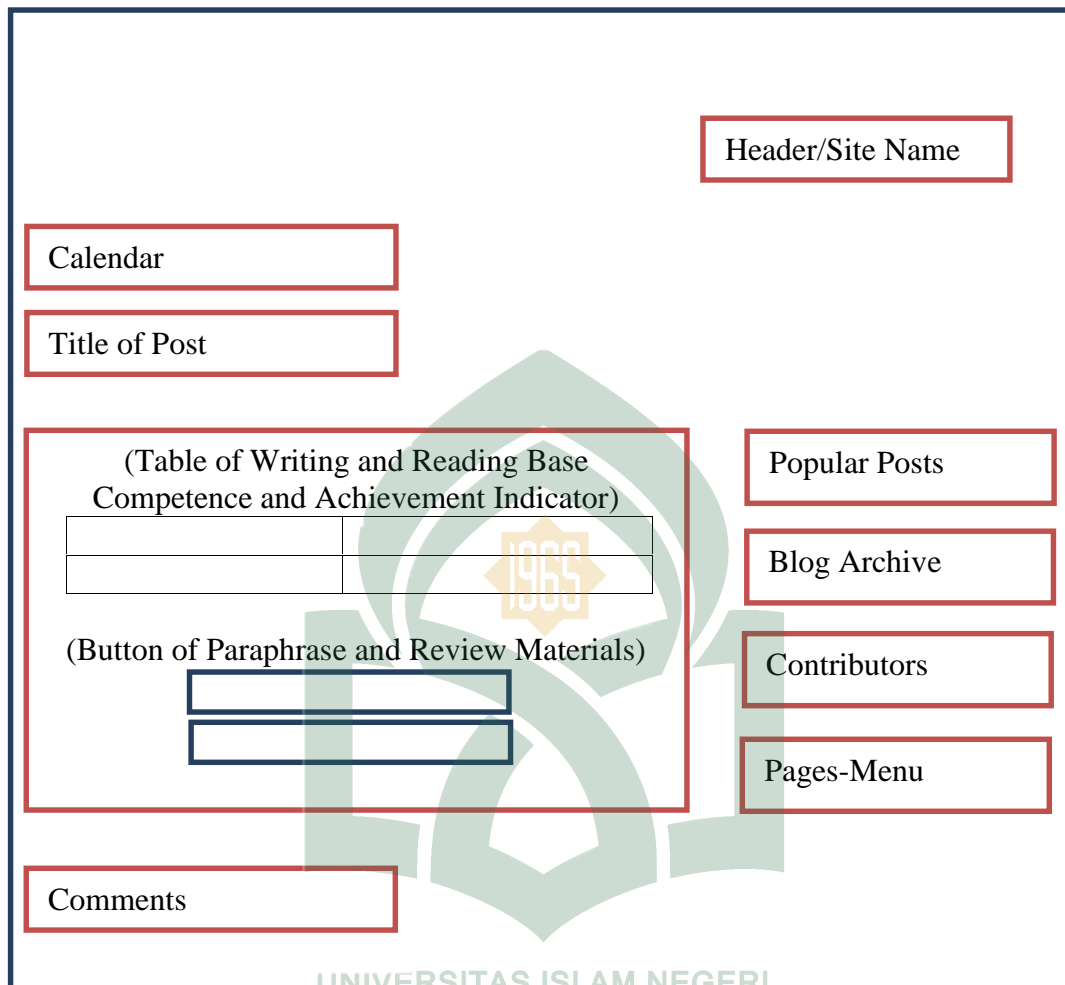 Header/Site Name
Calendar
Title of Post
(Table of Writing and Reading Base
Competence and Achievement Indicator)
1965
(Button of Paraphrase and Review Materials)
Popular Posts
Blog Archive
Contributors
Pages-Menu
Comments
UNIVERSITAS ISLAM NEGERI